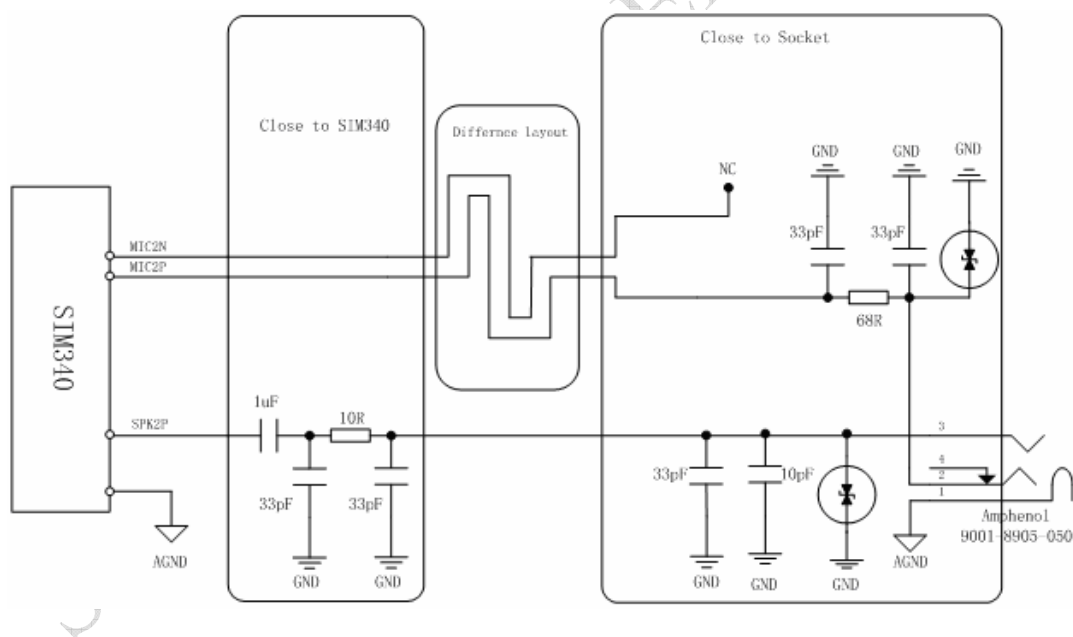 Close to Socket
Close to SIM340
Differnce layout
GND
GND
GND
NC
33pF
33pF
MIC2N
MIC2P
68R
SIM340
1uF
10R
SPK2P
3
4
2
1
33pF
33pF
33pF
10pF
Amphenol
9001-8905-050
AGND
GND
GND
GND
GND
GND
AGND